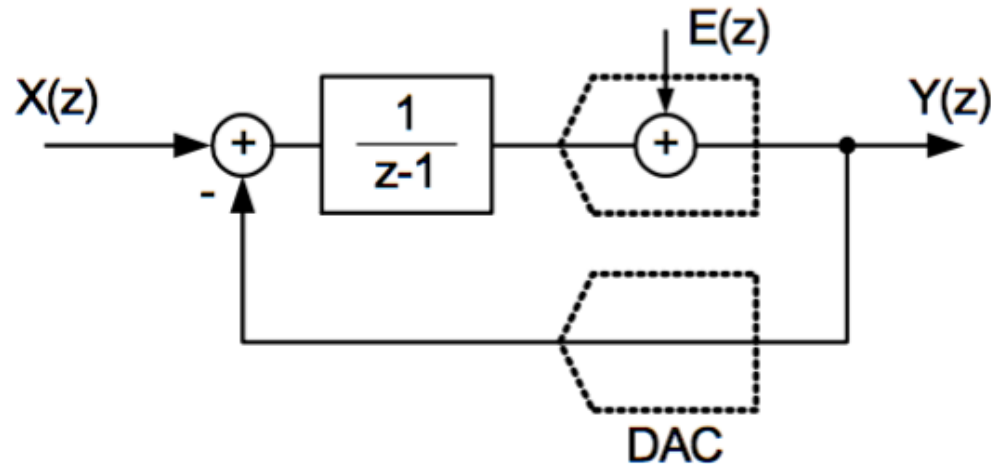 E(z)
X(z)
Y(z)
+
1
z-1
+
-
DAC